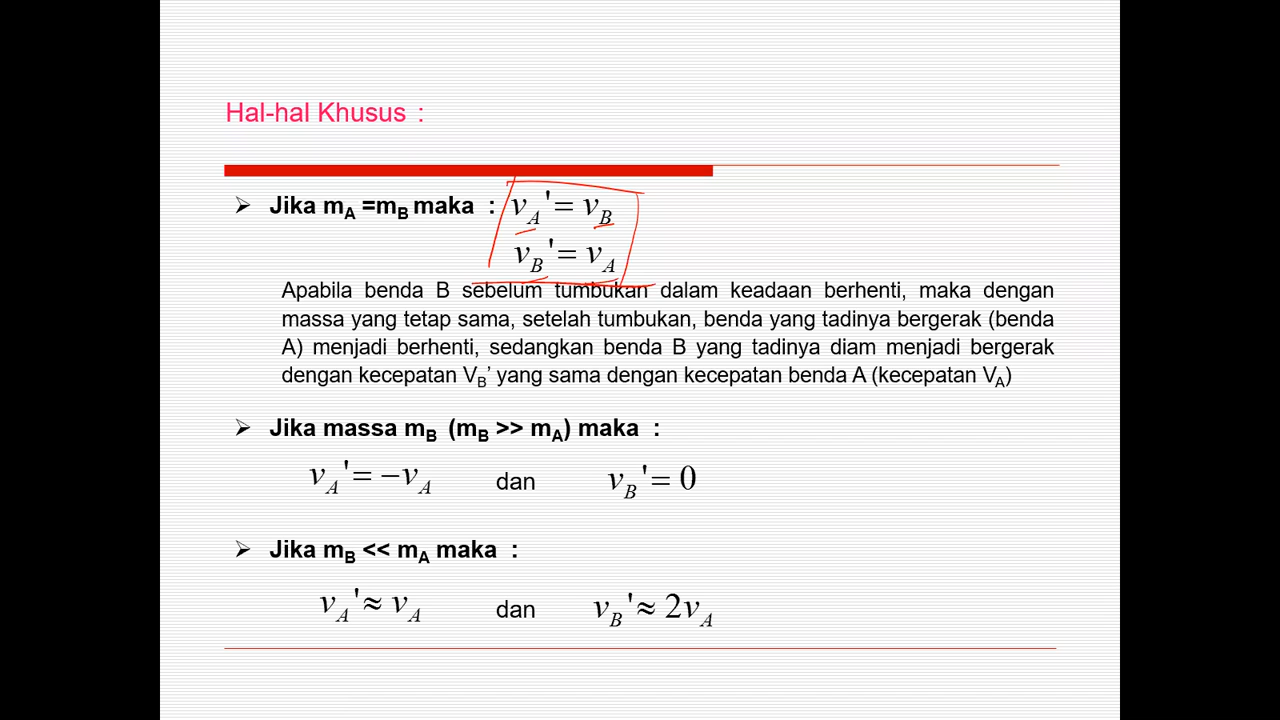 Hal-hal Khusus :
➢ Jika mA =mB maka : vA'= vB
vB'= vA
Apabila benda B sebelum tumbukan dalam keadaan berhenti, maka dengan
massa yang tetap sama, setelah tumbukan, benda yang tadinya bergerak (benda
A) menjadi berhenti, sedangkan benda B yang tadinya diam menjadi bergerak
dengan kecepatan VB’ yang sama dengan kecepatan benda A (kecepatan VA)
➢ Jika massa mB (mB >> mA) maka :
vA'= −vA dan vB'= 0
➢ Jika mB << mA maka :
vA'≈ vA dan vB'≈ 2vA